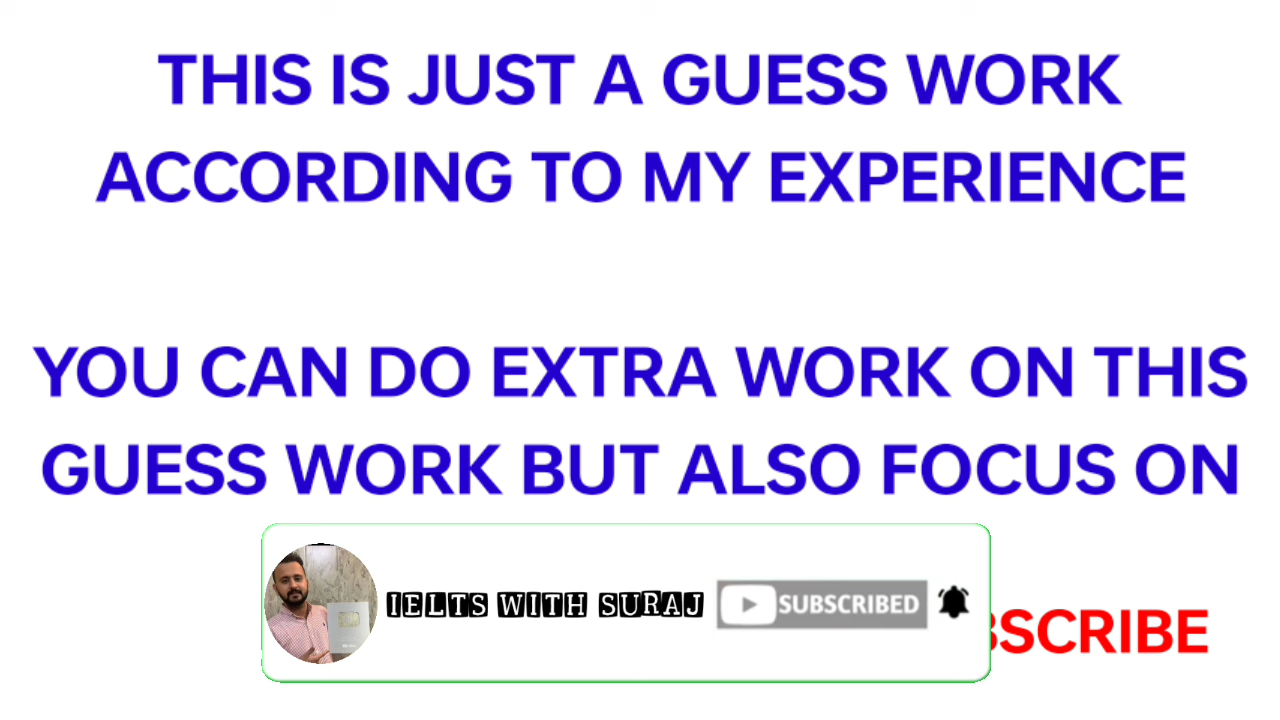 THIS IS JUST A GUESS WORK
ACCORDING TO MY EXPERIENCE
YOU CAN DO EXTRA WORK ON THIS
GUESS WORK BUT ALSO FOCUS ON
IELTS WITH SURAJ
SUBSCRIBED
SCRIBE